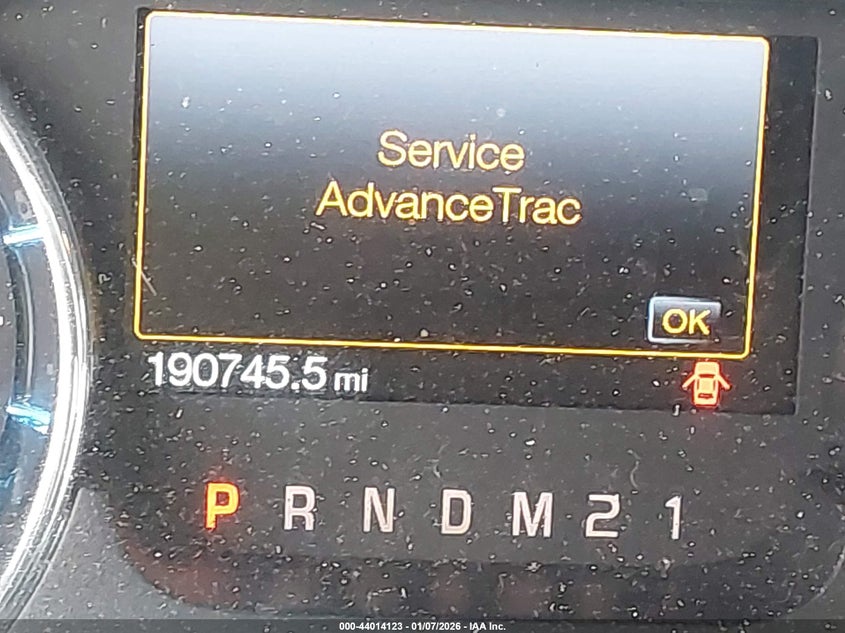 Service
AdvanceTrac
OK
190745.5 mi
P R N D M 2 1
000-44014123 - 01/07/2026 - IAA Inc.